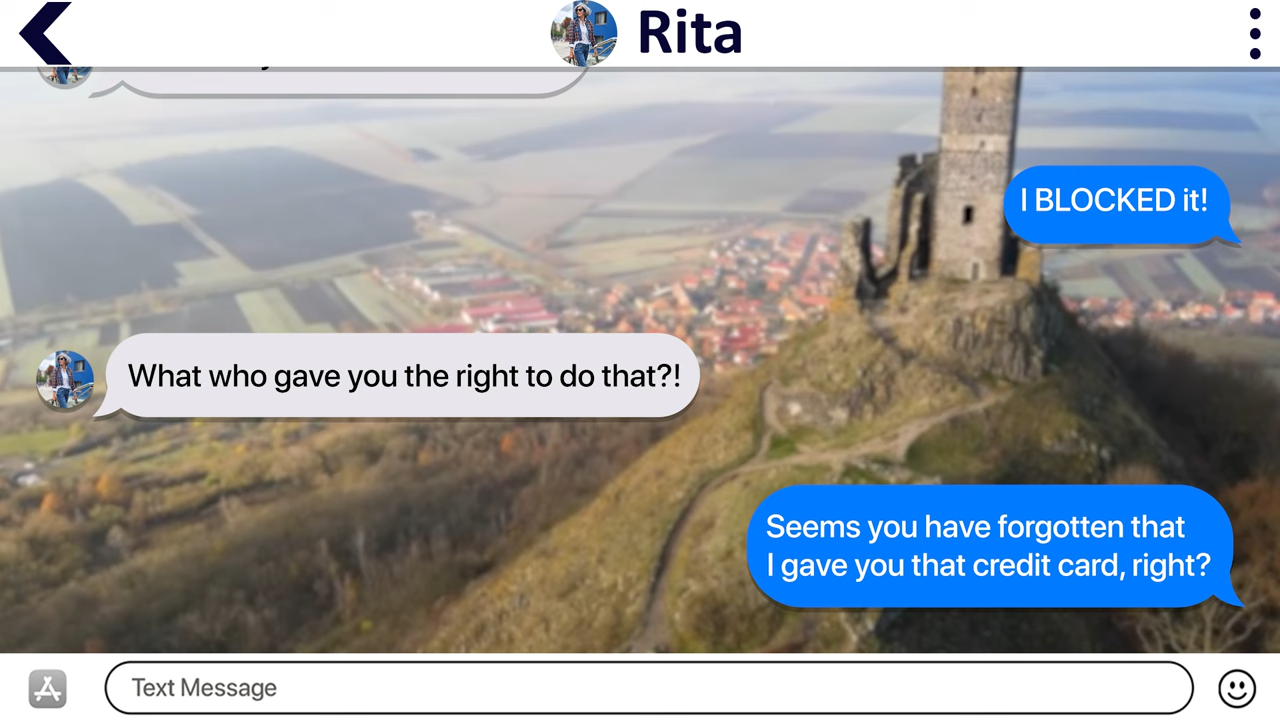 Rita
I BLOCKED it!
What who gave you the right to do that?!
Seems you have forgotten that
I gave you that credit card, right?
Text Message